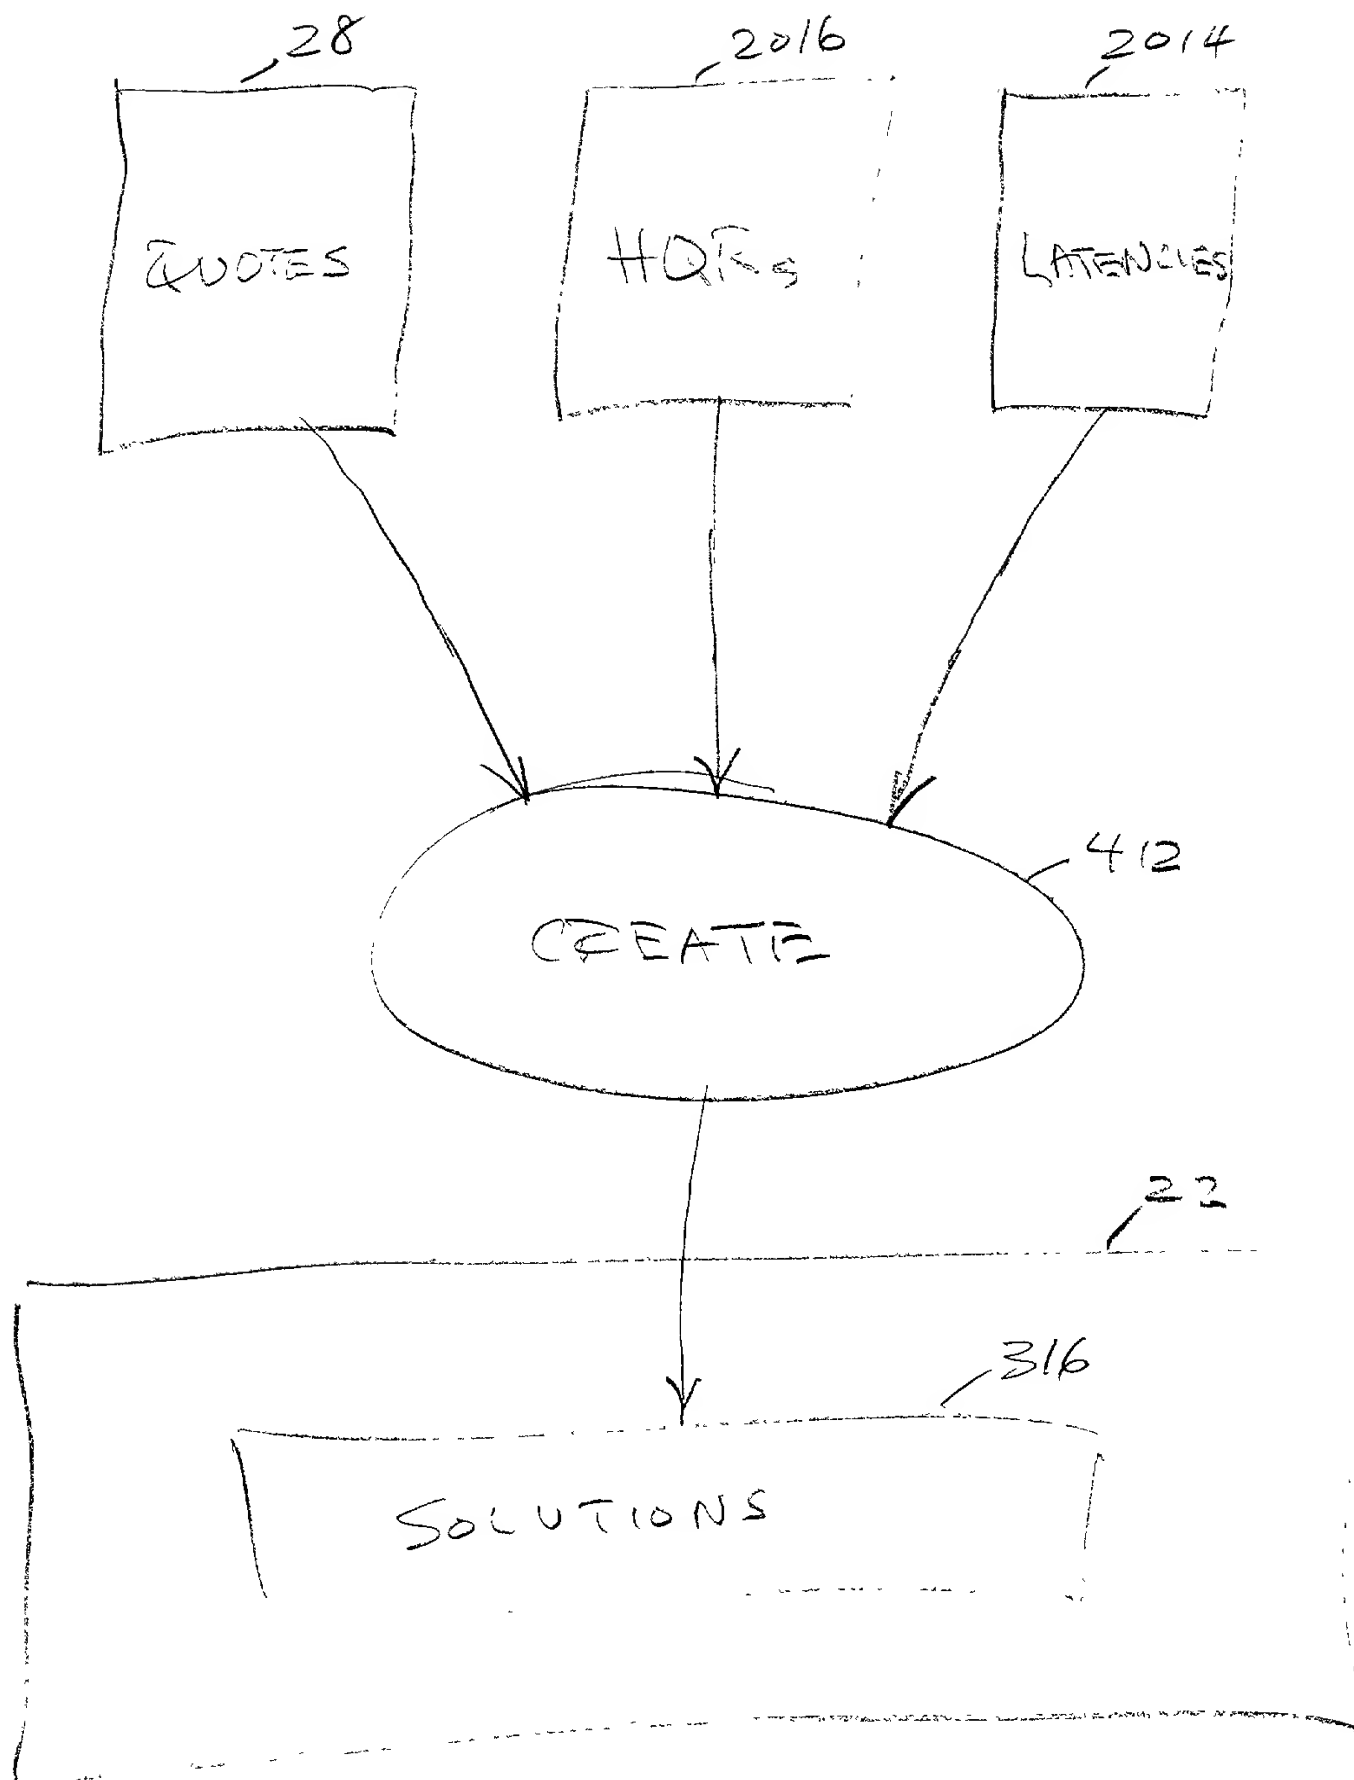 28 2016 2014
QUOTES HQRs LATENCIES
412
CREATE
22
316
SOLUTIONS